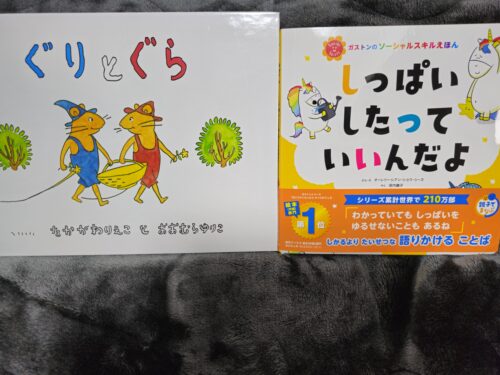 ぐりとぐら
なかがわりえこ と おおむらゆりこ
ガストンのソーシャルスキルえほん
しっぱい
したって
いいんだよ
シリーズ累計世界で210万部
第1位
わかっていても しっぱいを
ゆるせないことも あるね
しかるより たいせつな 語りかける ことば